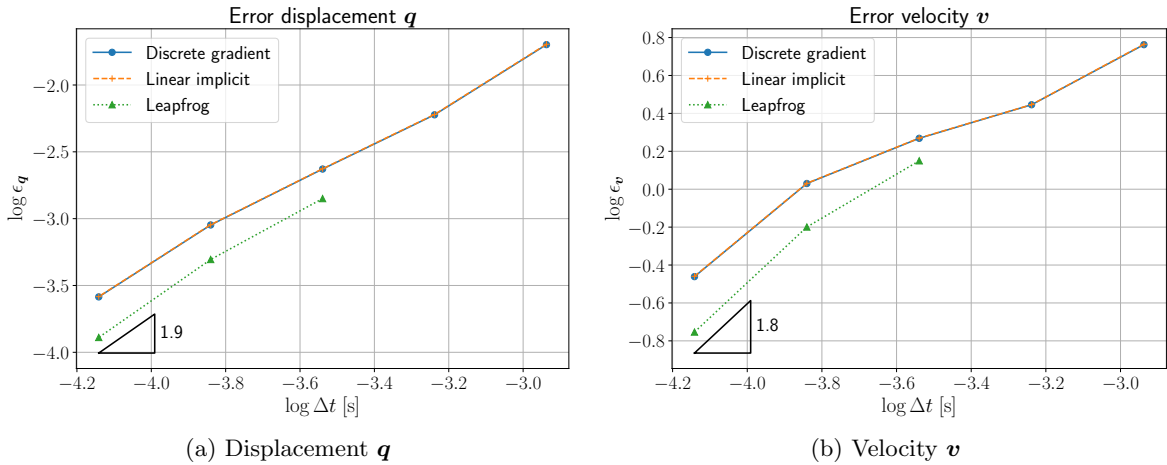 Error displacement q
Discrete gradient
Linear implicit
Leapfrog
log ϵq
−2.0
−2.5
−3.0
−3.5
−4.0
1.9
−4.2 −4.0 −3.8 −3.6 −3.4 −3.2 −3.0
log Δt [s]
(a) Displacement q
Error velocity v
Discrete gradient
Linear implicit
Leapfrog
log ϵv
0.8
0.6
0.4
0.2
0.0
−0.2
−0.4
−0.6
−0.8
1.8
−4.2 −4.0 −3.8 −3.6 −3.4 −3.2 −3.0
log Δt [s]
(b) Velocity v